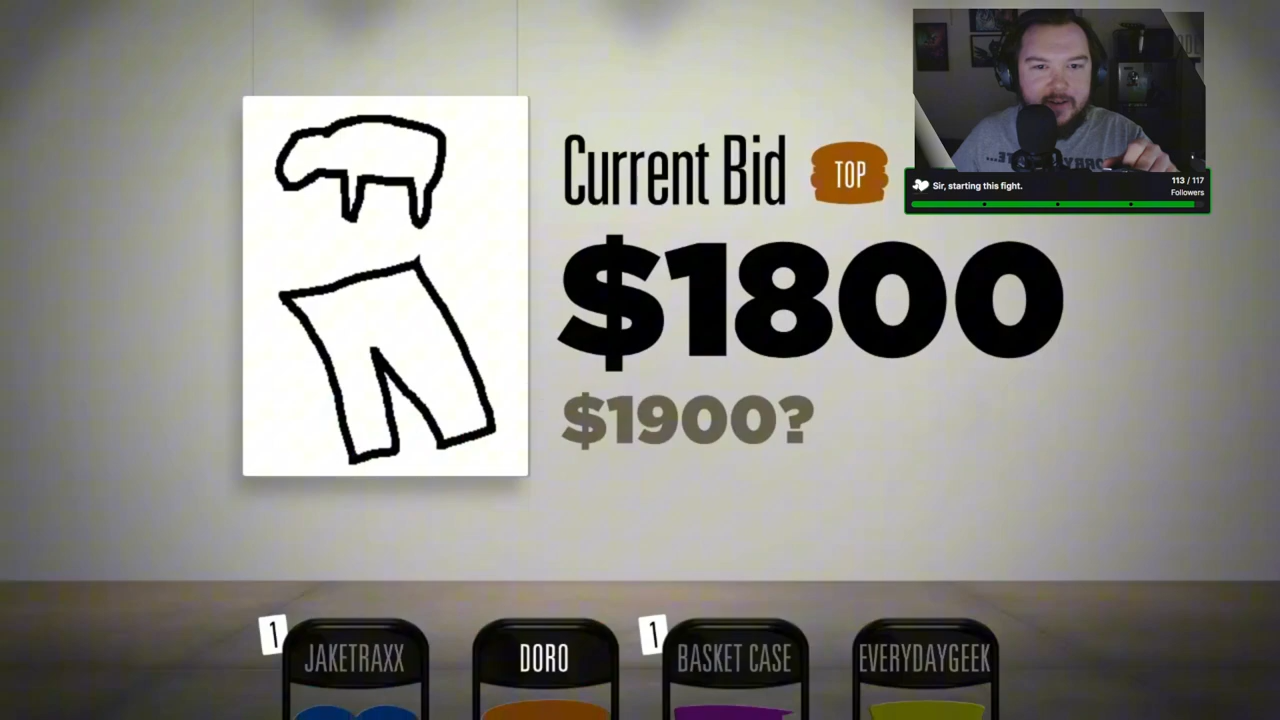 Current Bid
TOP
$1800
$1900?
Sir, starting this fight.
113 / 117
Followers
1
JAKETRAXX
DORO
1
BASKET CASE
EVERYDAYGEEK